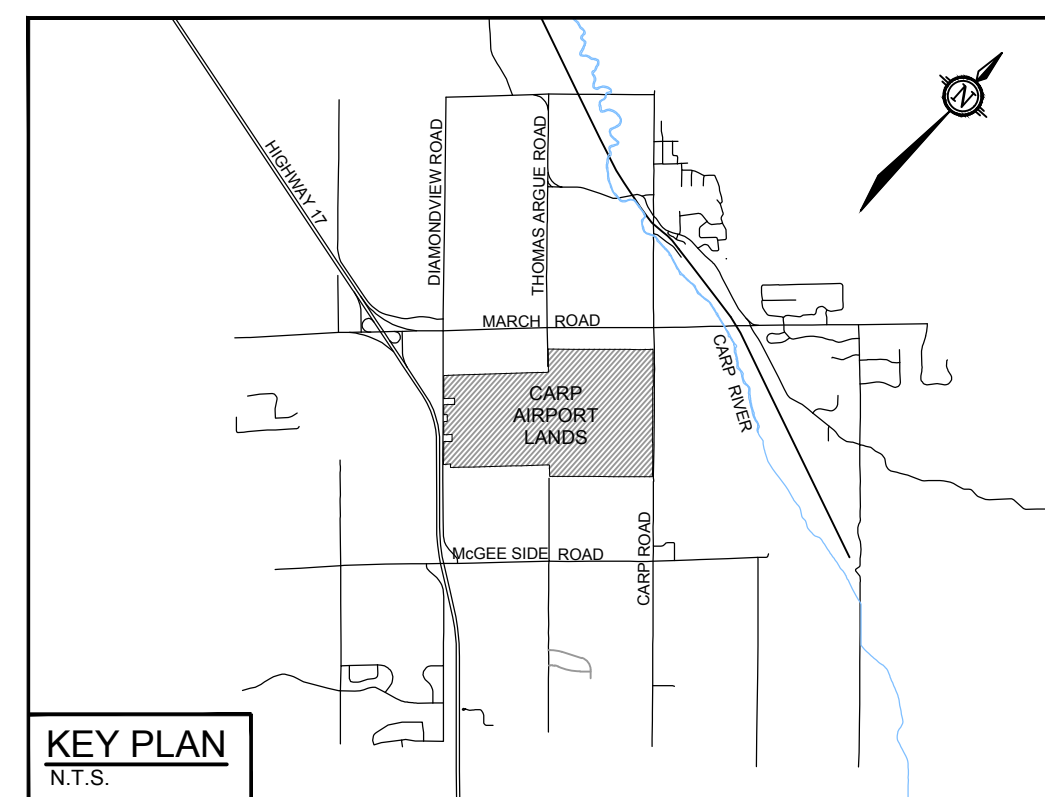 N
HIGHWAY 17
DIAMONDVIEW ROAD
THOMAS ARGUE ROAD
MARCH ROAD
CARP RIVER
CARP
AIRPORT
LANDS
CARP ROAD
McGEE SIDE ROAD
KEY PLAN
N.T.S.